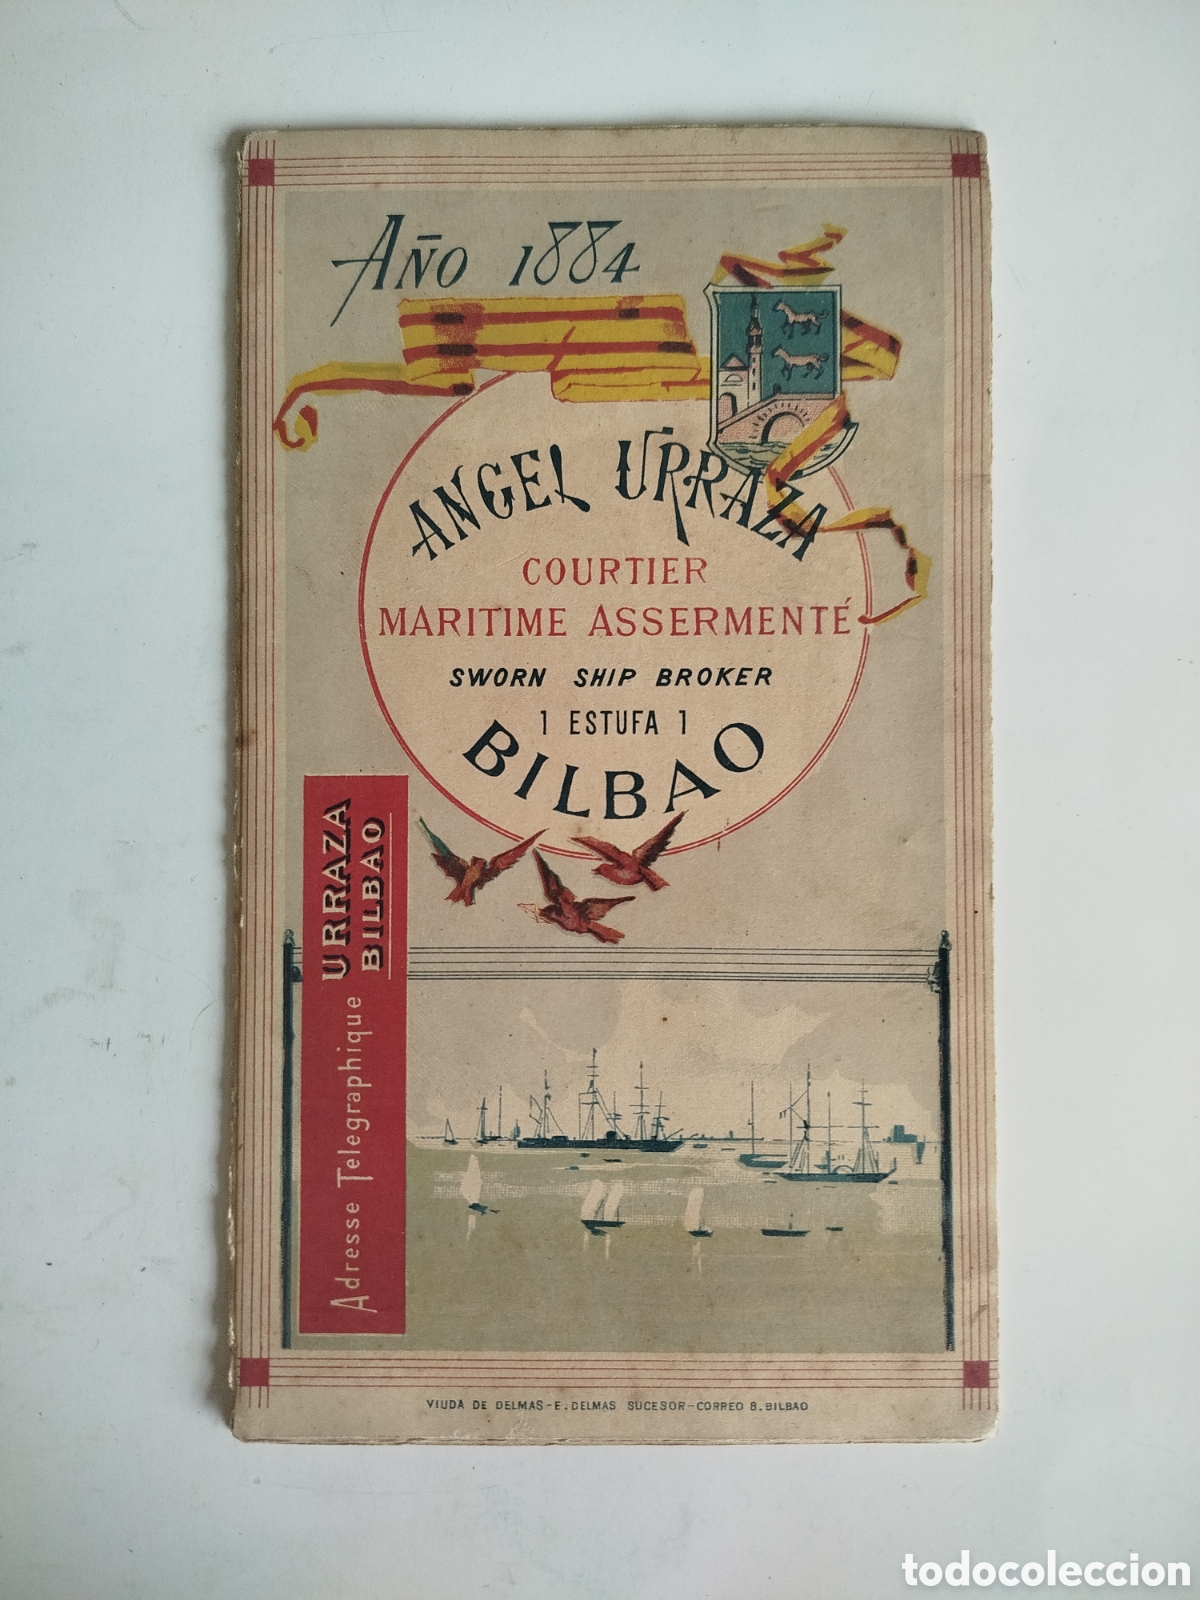 Año 1884
ANGEL URRAZA
COURTIER
MARITIME ASSERMENTÉ
SWORN SHIP BROKER
1 ESTUFA 1
BILBAO
Adresse Telegraphique URRAZA
BILBAO
VIUDA DE DELMAS-E. DELMAS SUCESOR-CORREO 8. BILBAO
todocoleccion